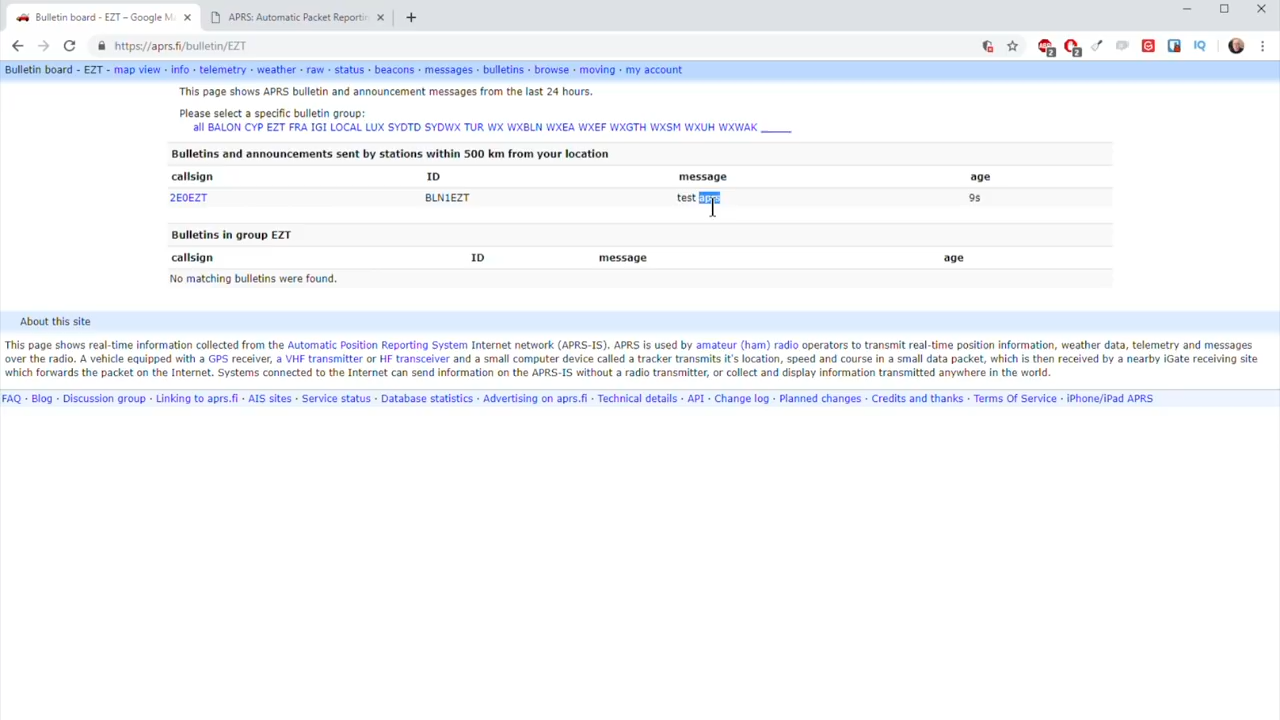 Bulletin board - EZT – Google Ma
APRS: Automatic Packet Reportin
https://aprs.fi/bulletin/EZT
2
2
IQ
Bulletin board - EZT - map view · info · telemetry · weather · raw · status · beacons · messages · bulletins · browse · moving · my account
This page shows APRS bulletin and announcement messages from the last 24 hours.
Please select a specific bulletin group:
all BALON CYP EZT FRA IGI LOCAL LUX SYDTD SYDWX TUR WX WXBLN WXEA WXEF WXGTH WXSM WXUH WXWAK _____
Bulletins and announcements sent by stations within 500 km from your location
callsign ID message age
2E0EZT BLN1EZT test aprs 9s
Bulletins in group EZT
callsign ID message age
No matching bulletins were found.
About this site
This page shows real-time information collected from the Automatic Position Reporting System Internet network (APRS-IS). APRS is used by amateur (ham) radio operators to transmit real-time position information, weather data, telemetry and messages
over the radio. A vehicle equipped with a GPS receiver, a VHF transmitter or HF transceiver and a small computer device called a tracker transmits it's location, speed and course in a small data packet, which is then received by a nearby iGate receiving site
which forwards the packet on the Internet. Systems connected to the Internet can send information on the APRS-IS without a radio transmitter, or collect and display information transmitted anywhere in the world.
FAQ · Blog · Discussion group · Linking to aprs.fi · AIS sites · Service status · Database statistics · Advertising on aprs.fi · Technical details · API · Change log · Planned changes · Credits and thanks · Terms Of Service · iPhone/iPad APRS